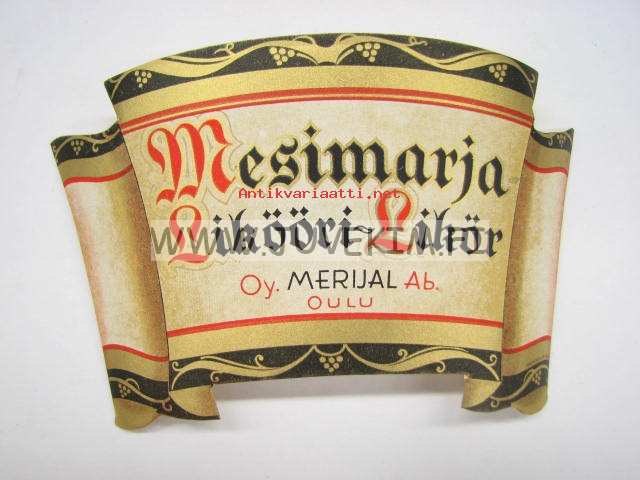 Mesimarja
Antikvariaatti.net
Likööri-Likör
Oy. MERIJAL Ab.
OULU